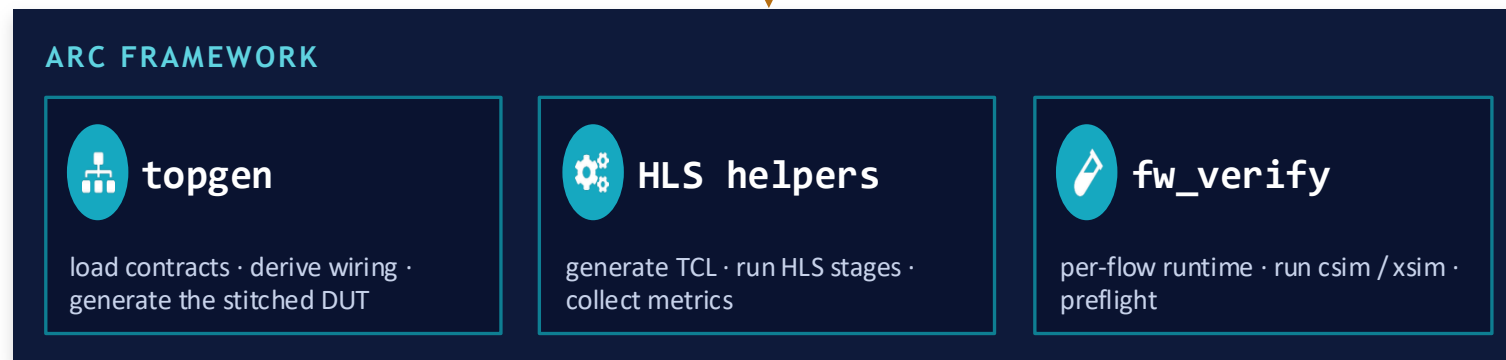 ARC FRAMEWORK
topgen
load contracts · derive wiring ·
generate the stitched DUT
HLS helpers
generate TCL · run HLS stages ·
collect metrics
fw_verify
per-flow runtime · run csim / xsim ·
preflight